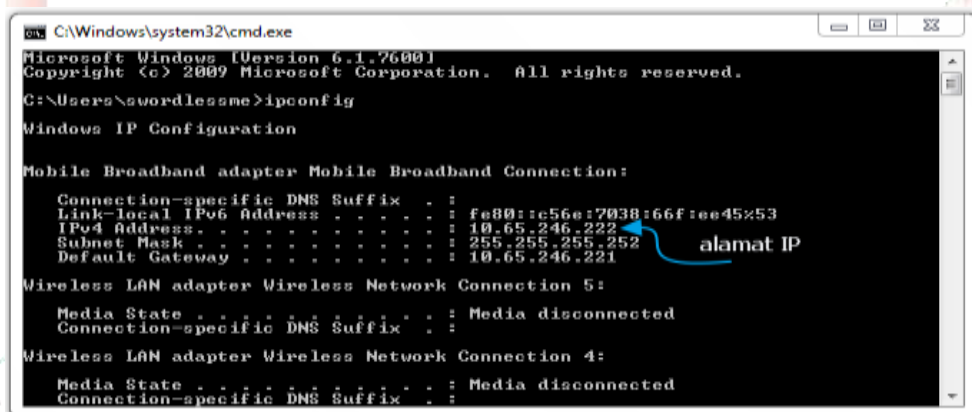 C:\Windows\system32\cmd.exe
Microsoft Windows [Version 6.1.7600]
Copyright (c) 2009 Microsoft Corporation.  All rights reserved.
C:\Users\swordlessme>ipconfig
Windows IP Configuration
Mobile Broadband adapter Mobile Broadband Connection:
Connection-specific DNS Suffix  . :
Link-local IPv6 Address . . . . . : fe80::c56e:7038:66f:ee45%53
IPv4 Address. . . . . . . . . . . : 10.65.246.222
Subnet Mask . . . . . . . . . . . : 255.255.255.252
alamat IP
Default Gateway . . . . . . . . . : 10.65.246.221
Wireless LAN adapter Wireless Network Connection 5:
Media State . . . . . . . . . . . : Media disconnected
Connection-specific DNS Suffix  . :
Wireless LAN adapter Wireless Network Connection 4:
Media State . . . . . . . . . . . : Media disconnected
Connection-specific DNS Suffix  . :